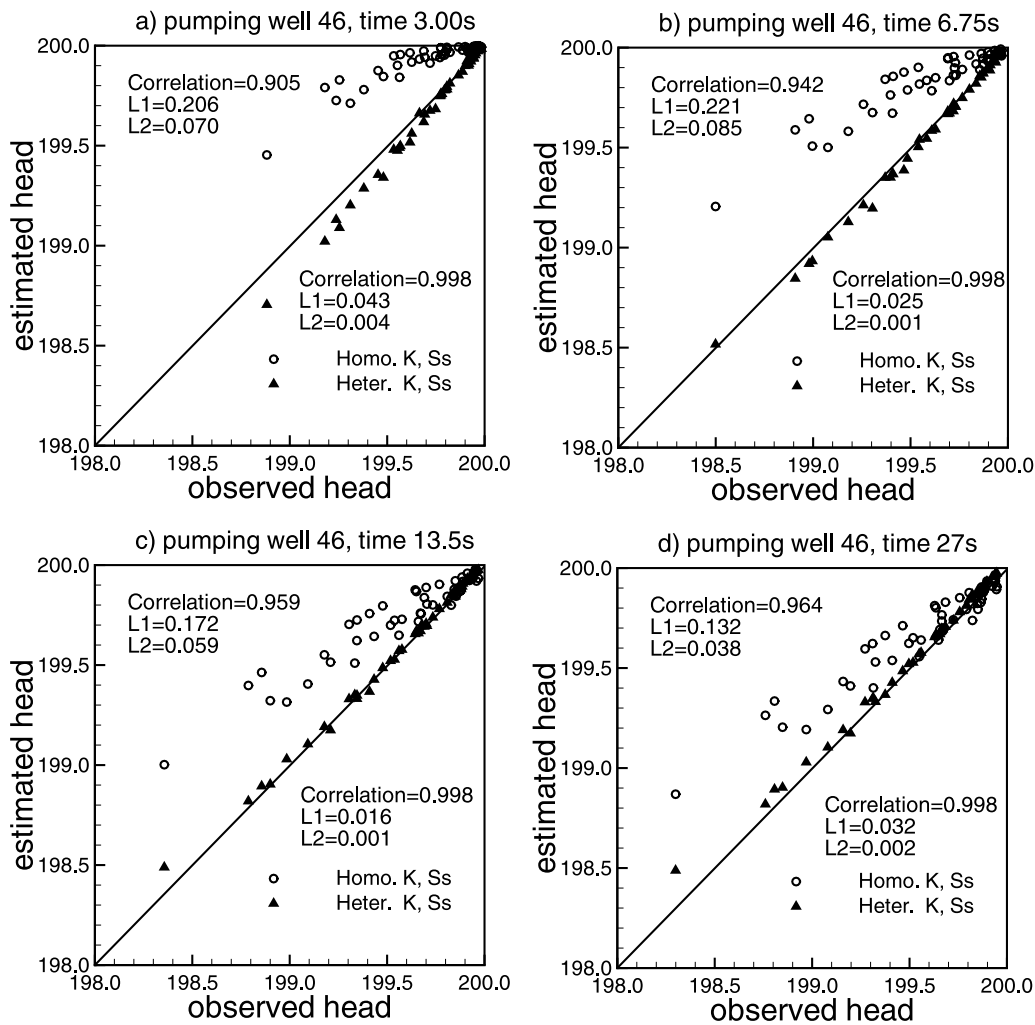 a) pumping well 46, time 3.00s
200.0
199.5
199.0
198.5
198.0
estimated head
Correlation=0.905
L1=0.206
L2=0.070
Correlation=0.998
L1=0.043
L2=0.004
Homo. K, Ss
Heter. K, Ss
198.0 198.5 199.0 199.5 200.0
observed head
b) pumping well 46, time 6.75s
200.0
199.5
199.0
198.5
198.0
estimated head
Correlation=0.942
L1=0.221
L2=0.085
Correlation=0.998
L1=0.025
L2=0.001
Homo. K, Ss
Heter. K, Ss
198.0 198.5 199.0 199.5 200.0
observed head
c) pumping well 46, time 13.5s
200.0
199.5
199.0
198.5
198.0
estimated head
Correlation=0.959
L1=0.172
L2=0.059
Correlation=0.998
L1=0.016
L2=0.001
Homo. K, Ss
Heter. K, Ss
198.0 198.5 199.0 199.5 200.0
observed head
d) pumping well 46, time 27s
200.0
199.5
199.0
198.5
198.0
estimated head
Correlation=0.964
L1=0.132
L2=0.038
Correlation=0.998
L1=0.032
L2=0.002
Homo. K, Ss
Heter. K, Ss
198.0 198.5 199.0 199.5 200.0
observed head